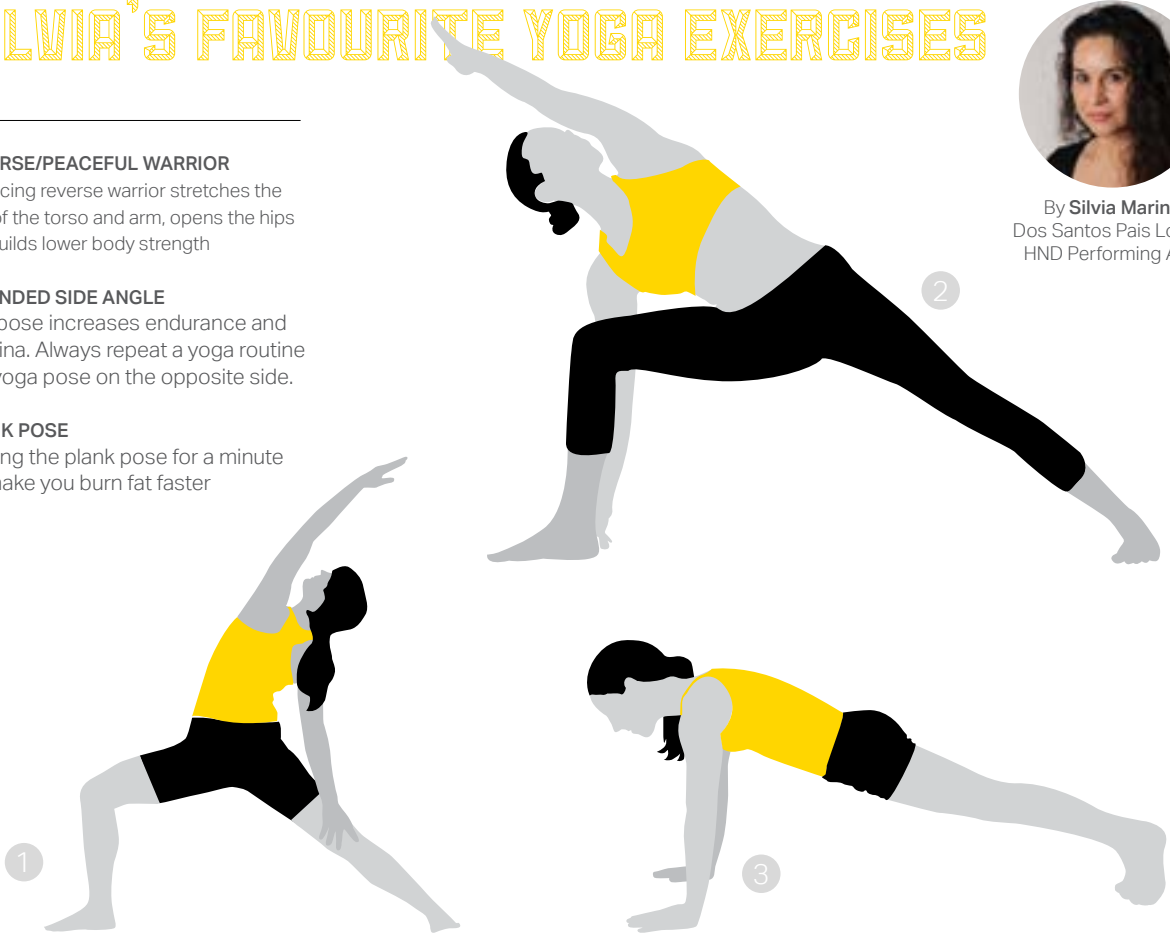 LVIA'S FAVOURITE YOGA EXERCISES
RSE/PEACEFUL WARRIOR
cing reverse warrior stretches the
of the torso and arm, opens the hips
uilds lower body strength
NDED SIDE ANGLE
pose increases endurance and
ina. Always repeat a yoga routine
yoga pose on the opposite side.
K POSE
ng the plank pose for a minute
ake you burn fat faster
By Silvia Marin
Dos Santos Pais Lo
HND Performing A
2
1
3